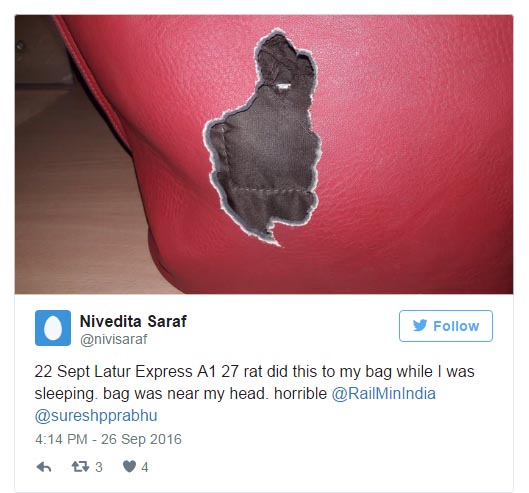 Nivedita Saraf
@nivisaraf
Follow
22 Sept Latur Express A1 27 rat did this to my bag while I was
sleeping. bag was near my head. horrible @RailMinIndia
@sureshpprabhu
4:14 PM - 26 Sep 2016
3
4